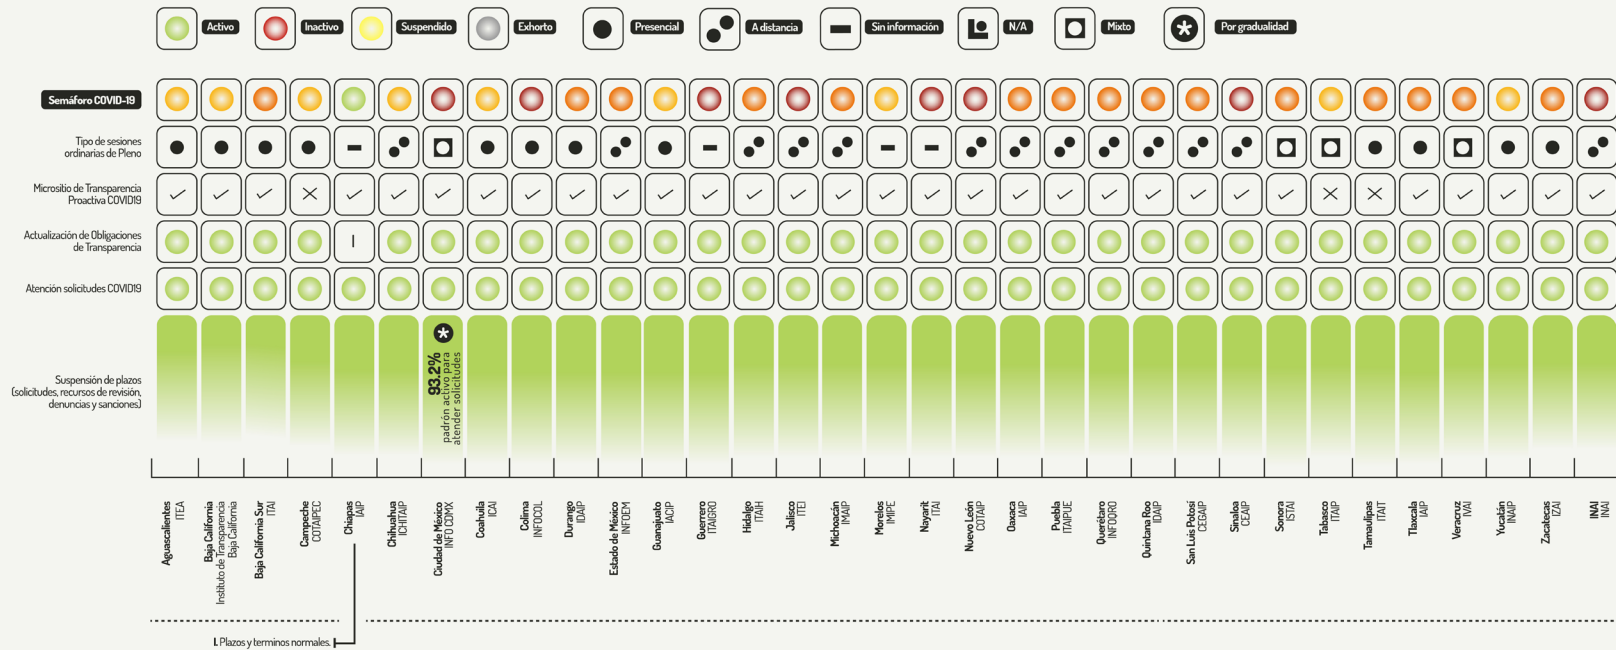 Activo
Inactivo
Suspendido
Exhorto
Presencial
A distancia
Sin información
N/A
Mixto
Por gradualidad
Semáforo COVID-19
Tipo de sesiones
ordinarias de Pleno
Micrositio de Transparencia
Proactiva COVID19
Actualización de Obligaciones
de Transparencia
Atención solicitudes COVID19
Suspensión de plazos
(solicitudes, recursos de revisión,
denuncias y sanciones)
93.2%
padrón activo para
atender solicitudes
Aguascalientes
ITEA
Baja California
Instituto de Transparencia
Baja California
Baja California Sur
ITAI
Campeche
COTAIPEC
Chiapas
IAIP
Chihuahua
ICHITAIP
Ciudad de México
INFO CDMX
Coahuila
ICAI
Colima
INFOCOL
Durango
IDAIP
Estado de México
INFOEM
Guanajuato
IACIP
Guerrero
ITAIGRO
Hidalgo
ITAIH
Jalisco
ITEI
Michoacán
IMAIP
Morelos
IMIPE
Nayarit
ITAI
Nuevo León
COTAIP
Oaxaca
IAIP
Puebla
ITAIPUE
Querétaro
INFOQRO
Quintana Roo
IDAIP
San Luis Potosí
CEGAIP
Sinaloa
CEAIP
Sonora
ISTAI
Tabasco
ITAIP
Tamaulipas
ITAIT
Tlaxcala
IAIP
Veracruz
IVAI
Yucatán
INAIP
Zacatecas
IZAI
INAI
INAI
I. Plazos y terminos normales.